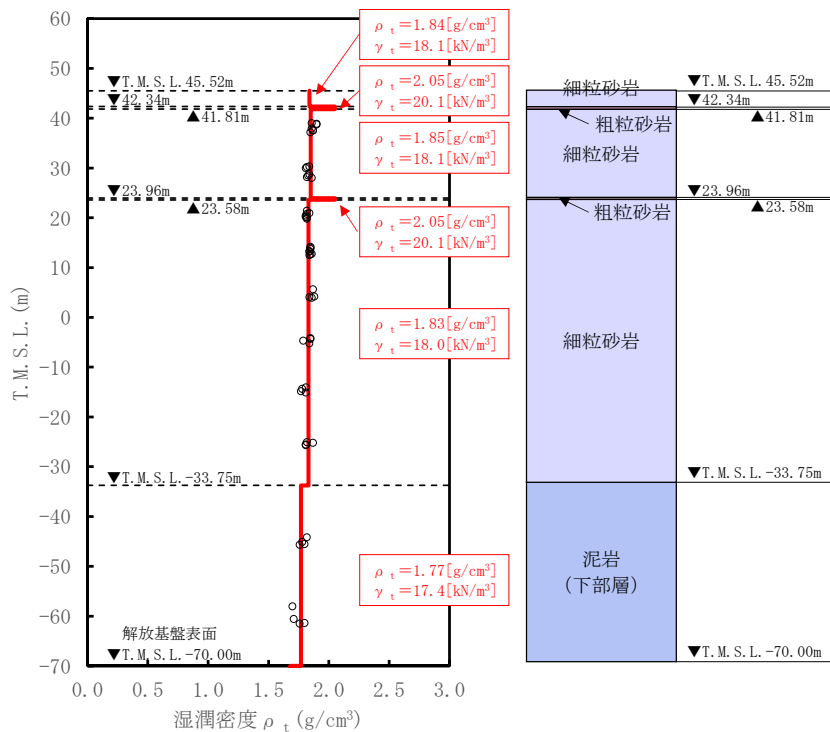 60
50
40
30
20
10
0
-10
-20
-30
-40
-50
-60
-70
T.M.S.L.(m)
0.0 0.5 1.0 1.5 2.0 2.5 3.0
湿潤密度ρt(g/cm³)
▼T.M.S.L.45.52m
▼42.34m
▲41.81m
▼23.96m
▲23.58m
▼T.M.S.L.-33.75m
解放基盤表面
▼T.M.S.L.-70.00m
ρt=1.84[g/cm³]
γt=18.1[kN/m³]
ρt=2.05[g/cm³]
γt=20.1[kN/m³]
ρt=1.85[g/cm³]
γt=18.1[kN/m³]
ρt=2.05[g/cm³]
γt=20.1[kN/m³]
ρt=1.83[g/cm³]
γt=18.0[kN/m³]
ρt=1.77[g/cm³]
γt=17.4[kN/m³]
細粒砂岩
粗粒砂岩
細粒砂岩
粗粒砂岩
細粒砂岩
泥岩
(下部層)
▼T.M.S.L.45.52m
▼42.34m
▲41.81m
▼23.96m
▲23.58m
▼T.M.S.L.-33.75m
▼T.M.S.L.-70.00m